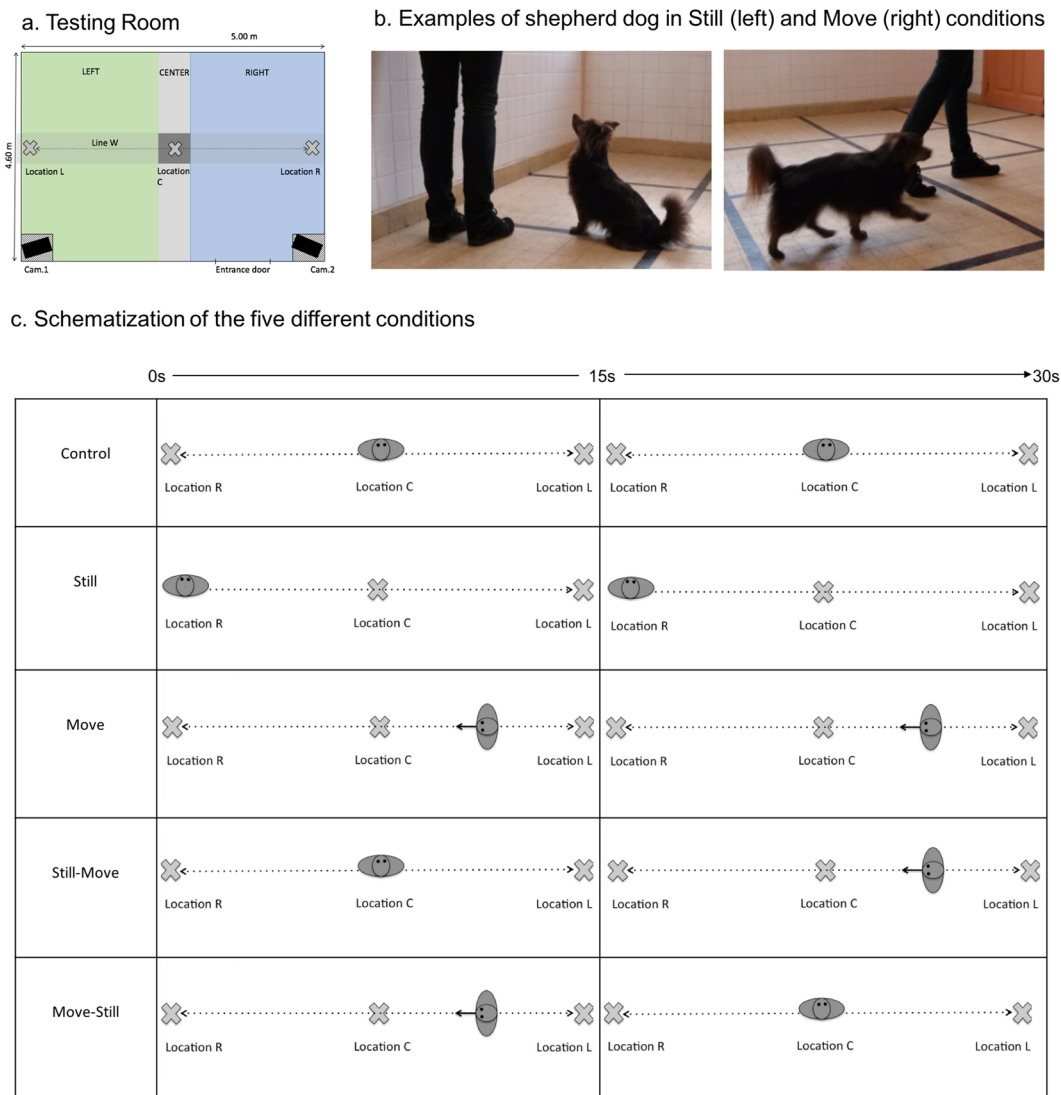 a. Testing Room
b. Examples of shepherd dog in Still (left) and Move (right) conditions
5.00 m
LEFT CENTER RIGHT
4.60 m
Line W
Location L Location C Location R
Cam.1 Entrance door Cam.2
c. Schematization of the five different conditions
0s 15s 30s
Control
Location R Location C Location L Location R Location C Location L
Still
Location R Location C Location L Location R Location C Location L
Move
Location R Location C Location L Location R Location C Location L
Still-Move
Location R Location C Location L Location R Location C Location L
Move-Still
Location R Location C Location L Location R Location C Location L